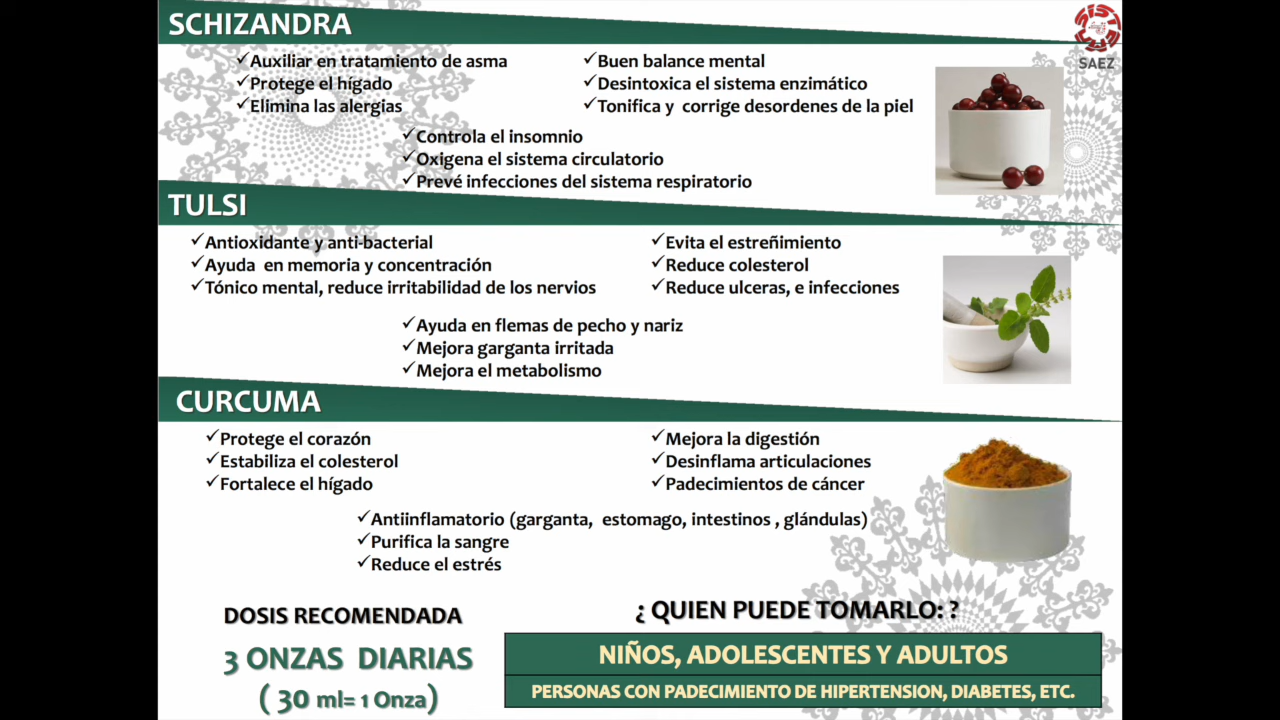 SCHIZANDRA
SAEZ
✓Auxiliar en tratamiento de asma
✓Protege el hígado
✓Elimina las alergias
✓Buen balance mental
✓Desintoxica el sistema enzimático
✓Tonifica y corrige desordenes de la piel
✓Controla el insomnio
✓Oxigena el sistema circulatorio
✓Prevé infecciones del sistema respiratorio
TULSI
✓Antioxidante y anti-bacterial
✓Ayuda en memoria y concentración
✓Tónico mental, reduce irritabilidad de los nervios
✓Evita el estreñimiento
✓Reduce colesterol
✓Reduce ulceras, e infecciones
✓Ayuda en flemas de pecho y nariz
✓Mejora garganta irritada
✓Mejora el metabolismo
CURCUMA
✓Protege el corazón
✓Estabiliza el colesterol
✓Fortalece el hígado
✓Mejora la digestión
✓Desinflama articulaciones
✓Padecimientos de cáncer
✓Antiinflamatorio (garganta, estomago, intestinos , glándulas)
✓Purifica la sangre
✓Reduce el estrés
DOSIS RECOMENDADA
3 ONZAS DIARIAS
( 30 ml= 1 Onza)
¿ QUIEN PUEDE TOMARLO: ?
NIÑOS, ADOLESCENTES Y ADULTOS
PERSONAS CON PADECIMIENTO DE HIPERTENSION, DIABETES, ETC.